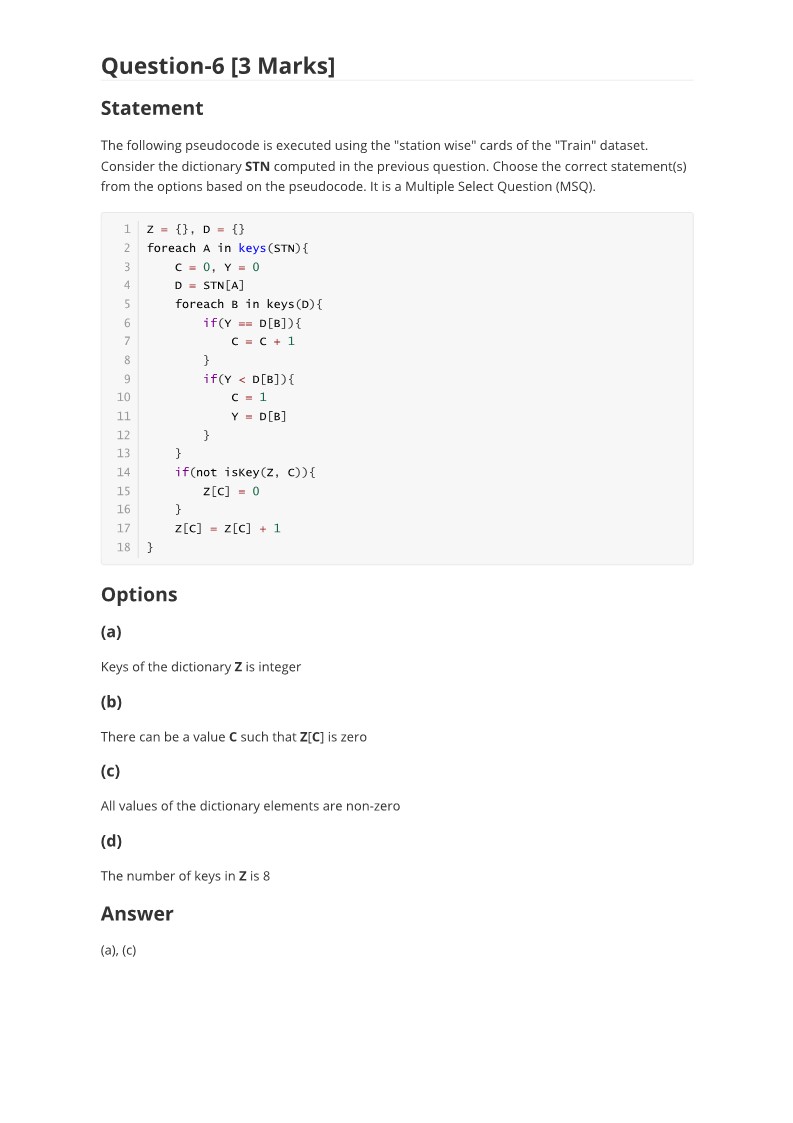 Question-6 [3 Marks]
Statement
The following pseudocode is executed using the "station wise" cards of the "Train" dataset.
Consider the dictionary STN computed in the previous question. Choose the correct statement(s)
from the options based on the pseudocode. It is a Multiple Select Question (MSQ).
1 Z = {}, D = {}
2 foreach A in keys(STN){
3     C = 0, Y = 0
4     D = STN[A]
5     foreach B in keys(D){
6         if(Y == D[B]){
7             C = C + 1
8         }
9         if(Y < D[B]){
10             C = 1
11             Y = D[B]
12         }
13     }
14     if(not isKey(Z, C)){
15         Z[C] = 0
16     }
17     Z[C] = Z[C] + 1
18 }
Options
(a)
Keys of the dictionary Z is integer
(b)
There can be a value C such that Z[C] is zero
(c)
All values of the dictionary elements are non-zero
(d)
The number of keys in Z is 8
Answer
(a), (c)